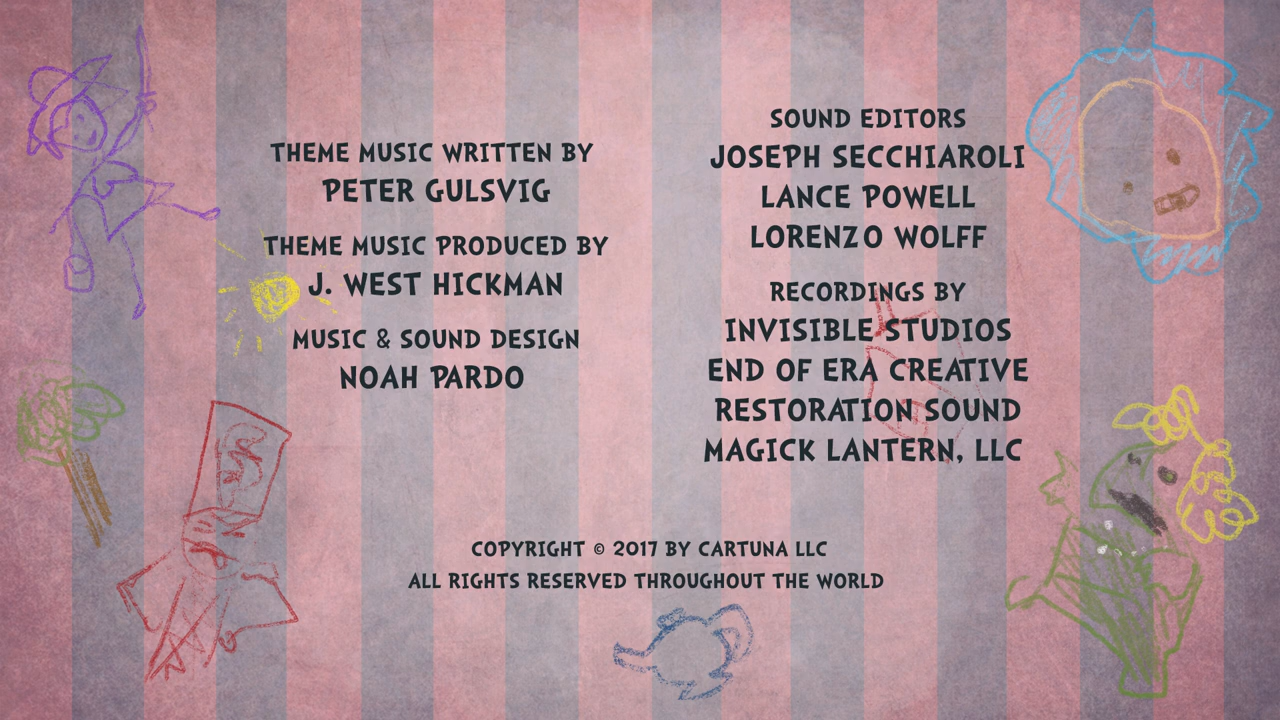 THEME MUSIC WRITTEN BY
PETER GULSVIG
THEME MUSIC PRODUCED BY
J. WEST HICKMAN
MUSIC & SOUND DESIGN
NOAH PARDO
SOUND EDITORS
JOSEPH SECCHIAROLI
LANCE POWELL
LORENZO WOLFF
RECORDINGS BY
INVISIBLE STUDIOS
END OF ERA CREATIVE
RESTORATION SOUND
MAGICK LANTERN, LLC
COPYRIGHT © 2017 BY CARTUNA LLC
ALL RIGHTS RESERVED THROUGHOUT THE WORLD